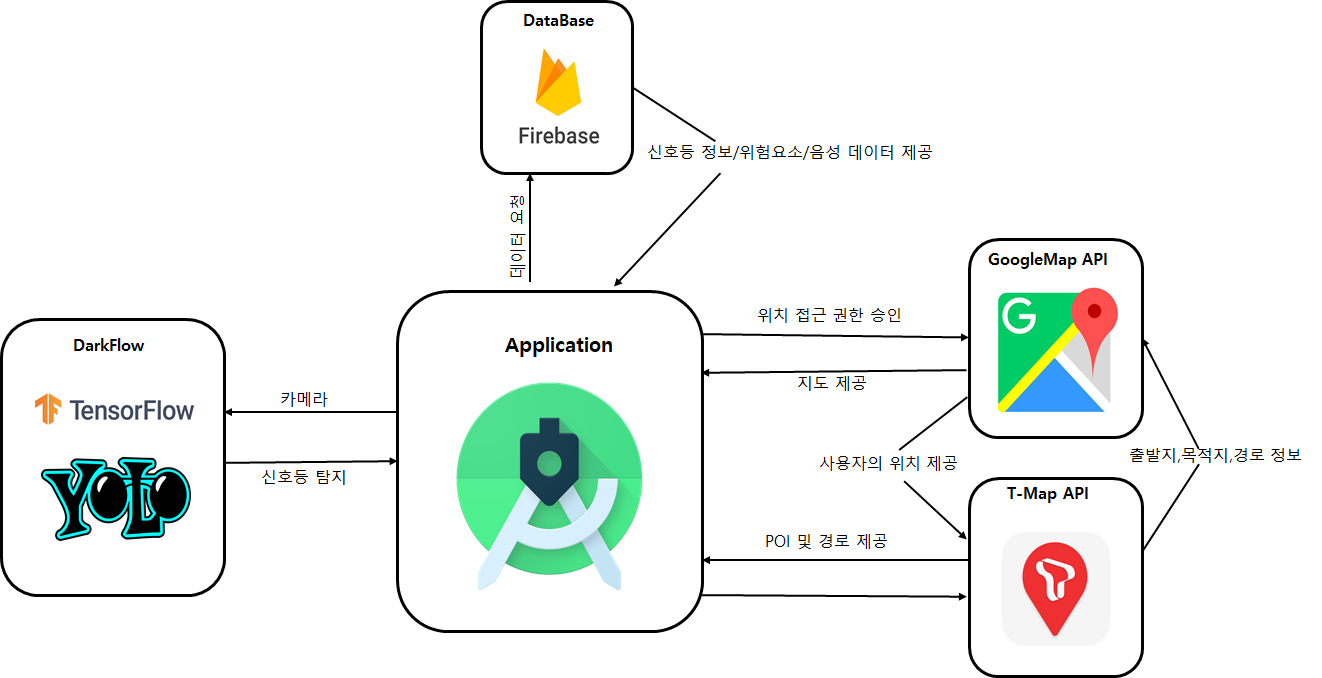 DataBase
Firebase
신호등 정보/위험요소/음성 데이터 제공
데이터 요청
GoogleMap API
G
위치 접근 권한 승인
지도 제공
Application
DarkFlow
TensorFlow
YOLO
카메라
신호등 탐지
사용자의 위치 제공
출발지,목적지,경로 정보
T-Map API
POI 및 경로 제공